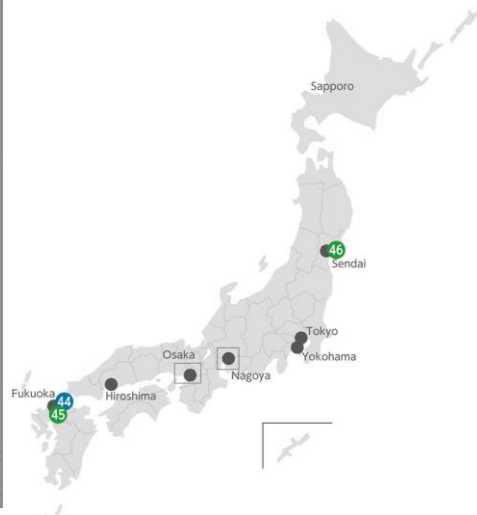 Sapporo
46
Sendai
Tokyo
Yokohama
Osaka
Nagoya
Fukuoka
44
Hiroshima
45